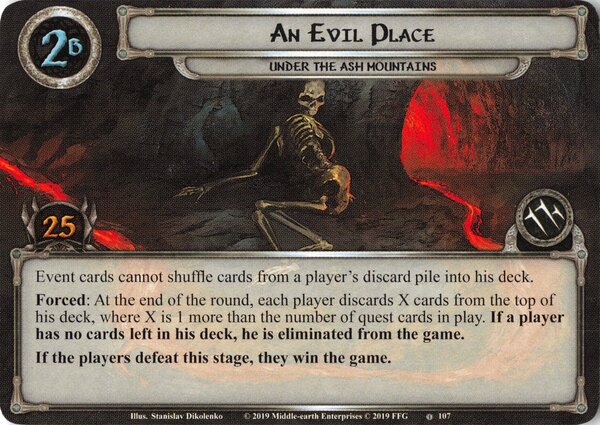 2B
AN EVIL PLACE
UNDER THE ASH MOUNTAINS
25
Event cards cannot shuffle cards from a player's discard pile into his deck.
Forced: At the end of the round, each player discards X cards from the top of
his deck, where X is 1 more than the number of quest cards in play. If a player
has no cards left in his deck, he is eliminated from the game.
If the players defeat this stage, they win the game.
Illus. Stanislav Dikolenko © 2019 Middle-earth Enterprises © 2019 FFG 107